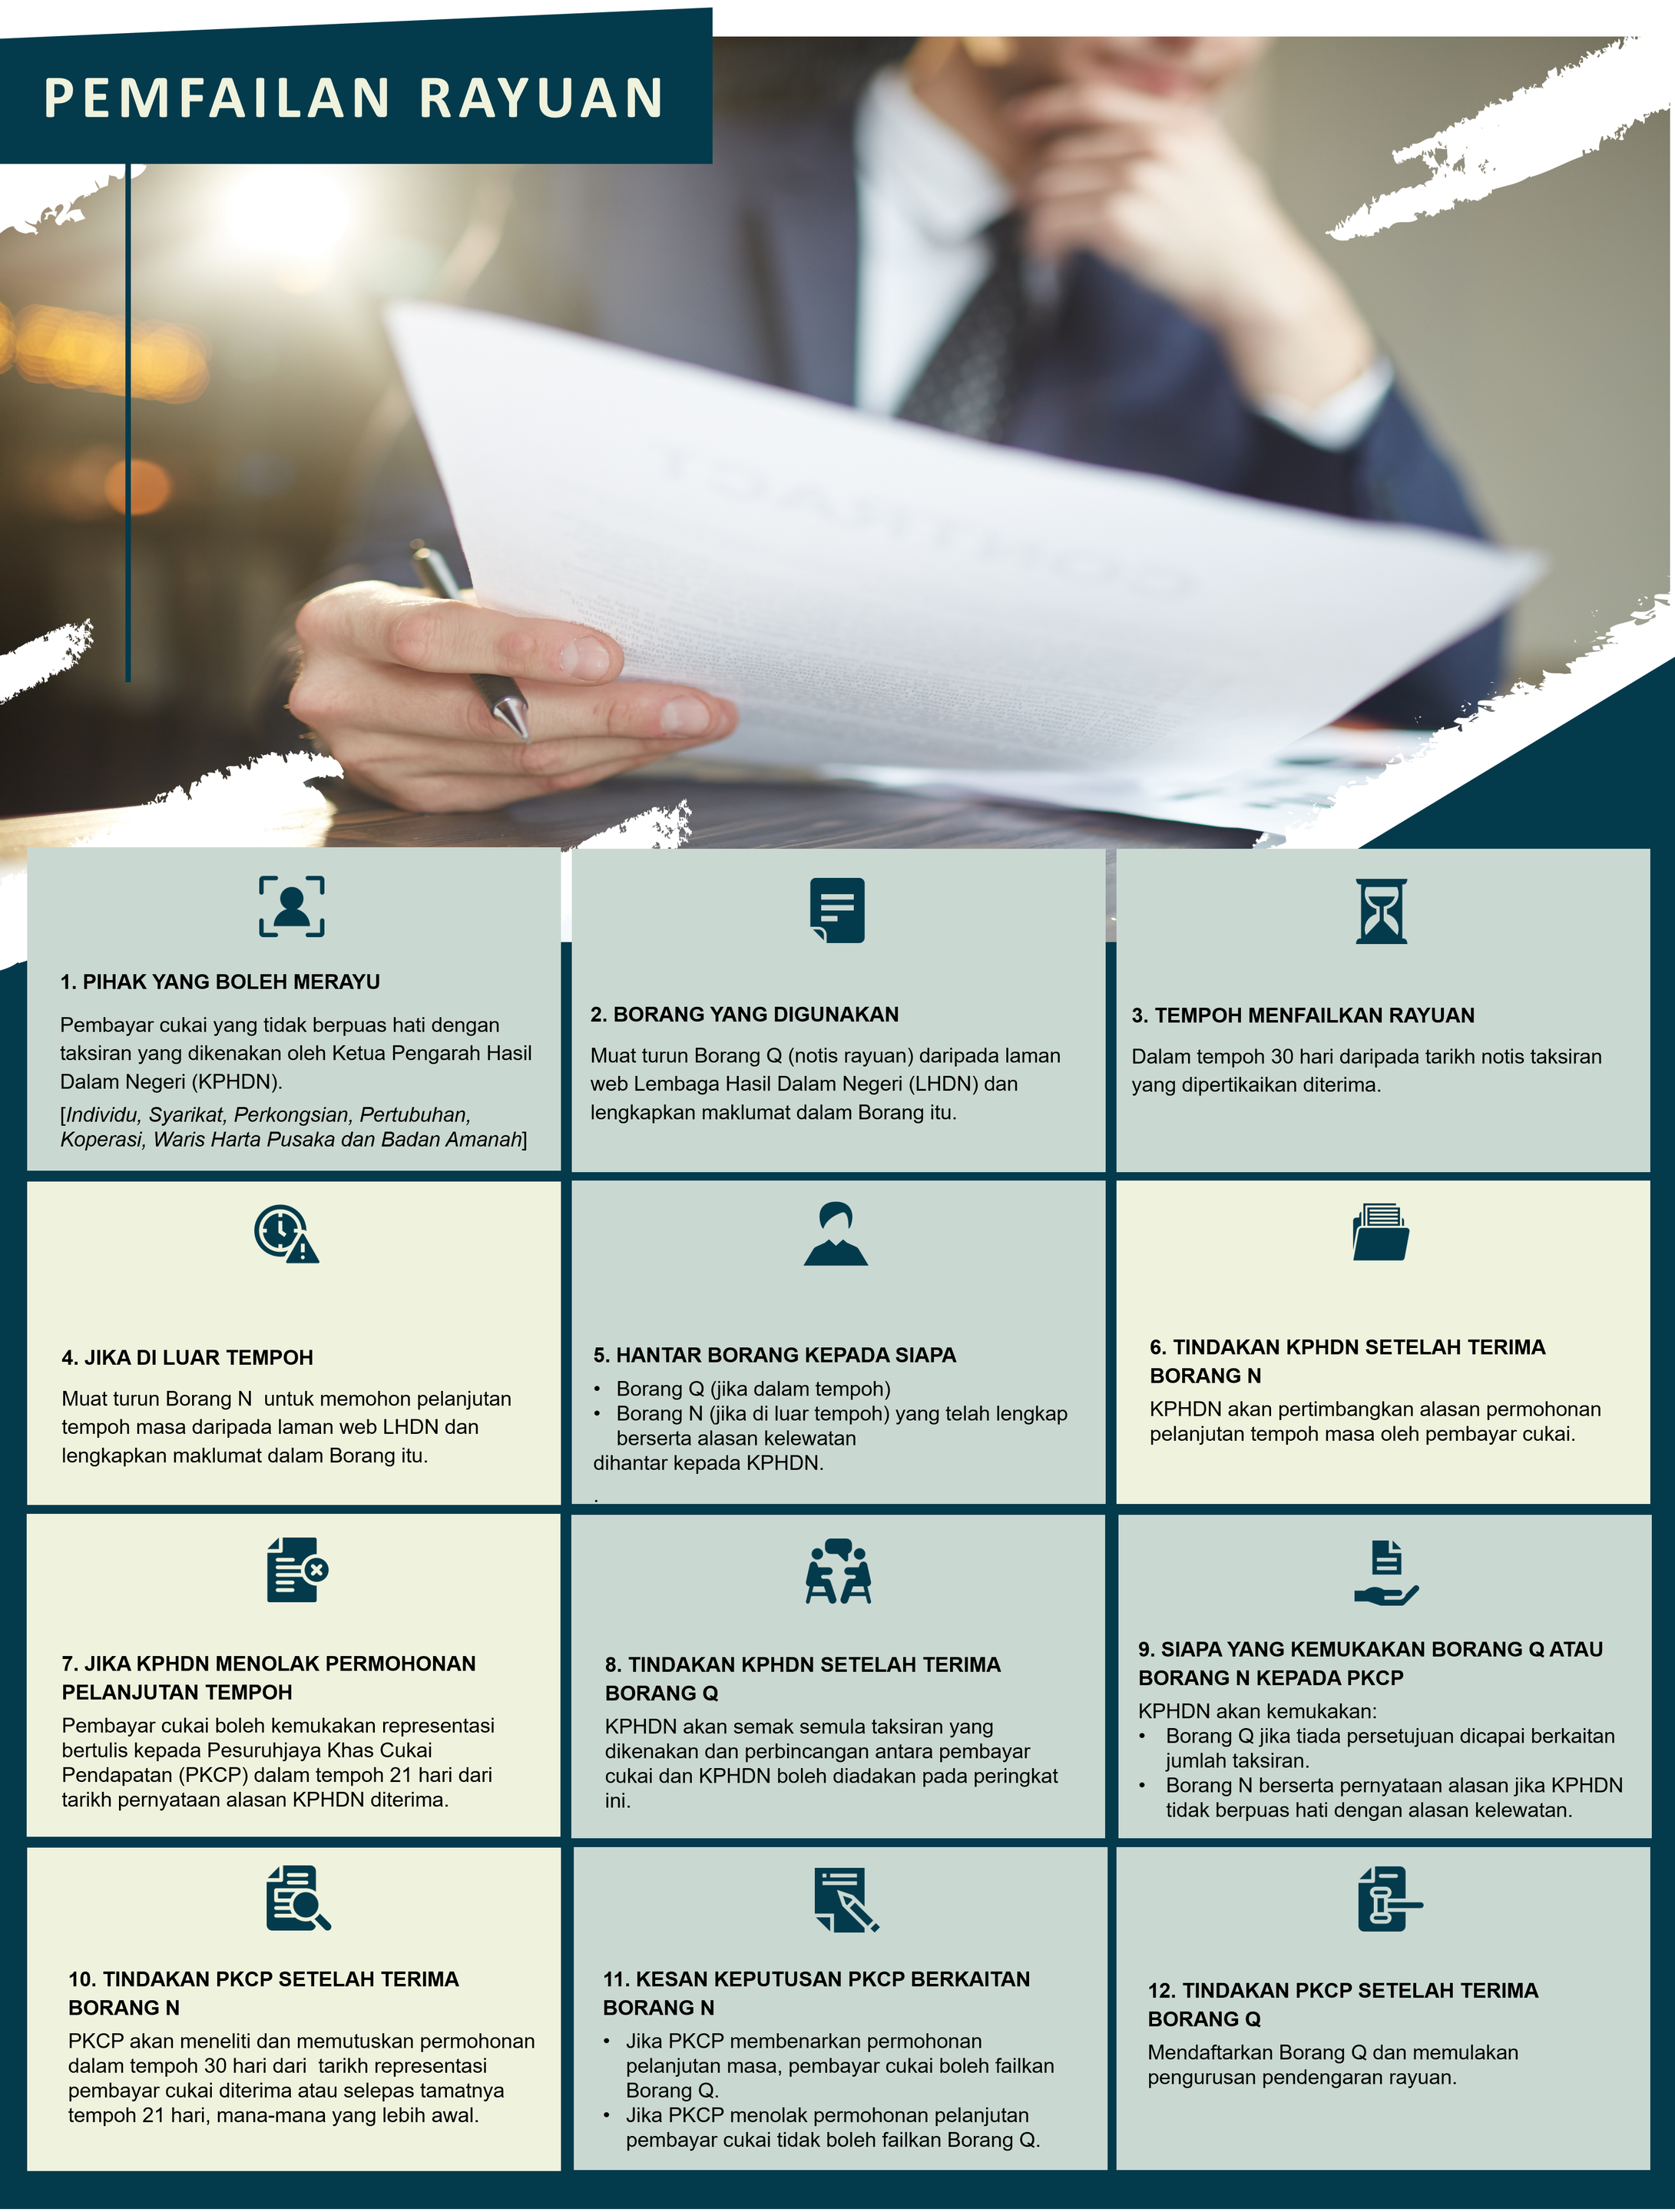 PEMFAILAN RAYUAN
CONTRACT
1. PIHAK YANG BOLEH MERAYU
Pembayar cukai yang tidak berpuas hati dengan
taksiran yang dikenakan oleh Ketua Pengarah Hasil
Dalam Negeri (KPHDN).
[Individu, Syarikat, Perkongsian, Pertubuhan,
Koperasi, Waris Harta Pusaka dan Badan Amanah]
2. BORANG YANG DIGUNAKAN
Muat turun Borang Q (notis rayuan) daripada laman
web Lembaga Hasil Dalam Negeri (LHDN) dan
lengkapkan maklumat dalam Borang itu.
3. TEMPOH MENFAILKAN RAYUAN
Dalam tempoh 30 hari daripada tarikh notis taksiran
yang dipertikaikan diterima.
4. JIKA DI LUAR TEMPOH
Muat turun Borang N  untuk memohon pelanjutan
tempoh masa daripada laman web LHDN dan
lengkapkan maklumat dalam Borang itu.
5. HANTAR BORANG KEPADA SIAPA
• Borang Q (jika dalam tempoh)
• Borang N (jika di luar tempoh) yang telah lengkap
berserta alasan kelewatan
dihantar kepada KPHDN.
.
6. TINDAKAN KPHDN SETELAH TERIMA
BORANG N
KPHDN akan pertimbangkan alasan permohonan
pelanjutan tempoh masa oleh pembayar cukai.
7. JIKA KPHDN MENOLAK PERMOHONAN
PELANJUTAN TEMPOH
Pembayar cukai boleh kemukakan representasi
bertulis kepada Pesuruhjaya Khas Cukai
Pendapatan (PKCP) dalam tempoh 21 hari dari
tarikh pernyataan alasan KPHDN diterima.
8. TINDAKAN KPHDN SETELAH TERIMA
BORANG Q
KPHDN akan semak semula taksiran yang
dikenakan dan perbincangan antara pembayar
cukai dan KPHDN boleh diadakan pada peringkat
ini.
9. SIAPA YANG KEMUKAKAN BORANG Q ATAU
BORANG N KEPADA PKCP
KPHDN akan kemukakan:
• Borang Q jika tiada persetujuan dicapai berkaitan
jumlah taksiran.
• Borang N berserta pernyataan alasan jika KPHDN
tidak berpuas hati dengan alasan kelewatan.
10. TINDAKAN PKCP SETELAH TERIMA
BORANG N
PKCP akan meneliti dan memutuskan permohonan
dalam tempoh 30 hari dari  tarikh representasi
pembayar cukai diterima atau selepas tamatnya
tempoh 21 hari, mana-mana yang lebih awal.
11. KESAN KEPUTUSAN PKCP BERKAITAN
BORANG N
• Jika PKCP membenarkan permohonan
pelanjutan masa, pembayar cukai boleh failkan
Borang Q.
• Jika PKCP menolak permohonan pelanjutan
pembayar cukai tidak boleh failkan Borang Q.
12. TINDAKAN PKCP SETELAH TERIMA
BORANG Q
Mendaftarkan Borang Q dan memulakan
pengurusan pendengaran rayuan.